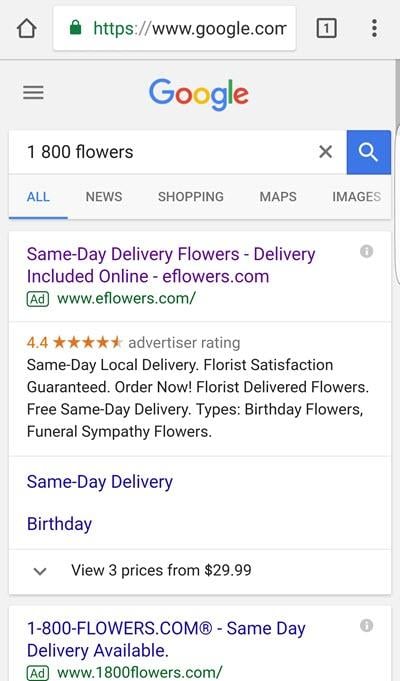 https://www.google.com
1
Google
1 800 flowers
ALL NEWS SHOPPING MAPS IMAGES
Same-Day Delivery Flowers - Delivery
Included Online - eflowers.com
Ad www.eflowers.com/
4.4 advertiser rating
Same-Day Local Delivery. Florist Satisfaction
Guaranteed. Order Now! Florist Delivered Flowers.
Free Same-Day Delivery. Types: Birthday Flowers,
Funeral Sympathy Flowers.
Same-Day Delivery
Birthday
View 3 prices from $29.99
1-800-FLOWERS.COM® - Same Day
Delivery Available.
Ad www.1800flowers.com/